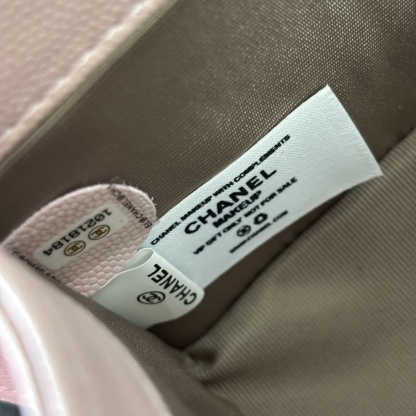 CHANEL MAKEUP WITH COMPLEMENTS
CHANEL
MAKEUP
VIP GIFT ONLY NOT FOR SALE
10218184
CHANEL